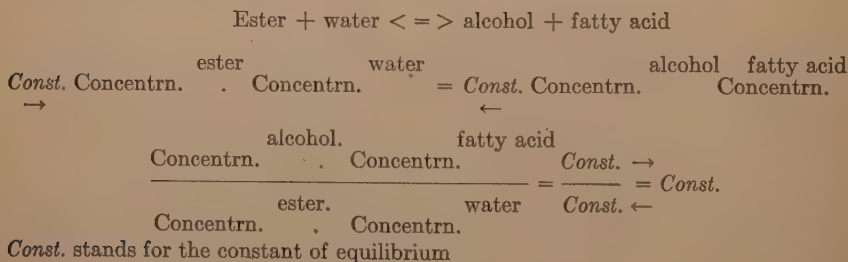 Ester + water < = > alcohol + fatty acid
ester water alcohol fatty acid
Const. Concentrn. . Concentrn. = Const. Concentrn. Concentrn.
→ ←
alcohol. fatty acid
Concentrn. . Concentrn. Const. →
= = Const.
ester. water Const. ←
Concentrn. . Concentrn.
Const. stands for the constant of equilibrium